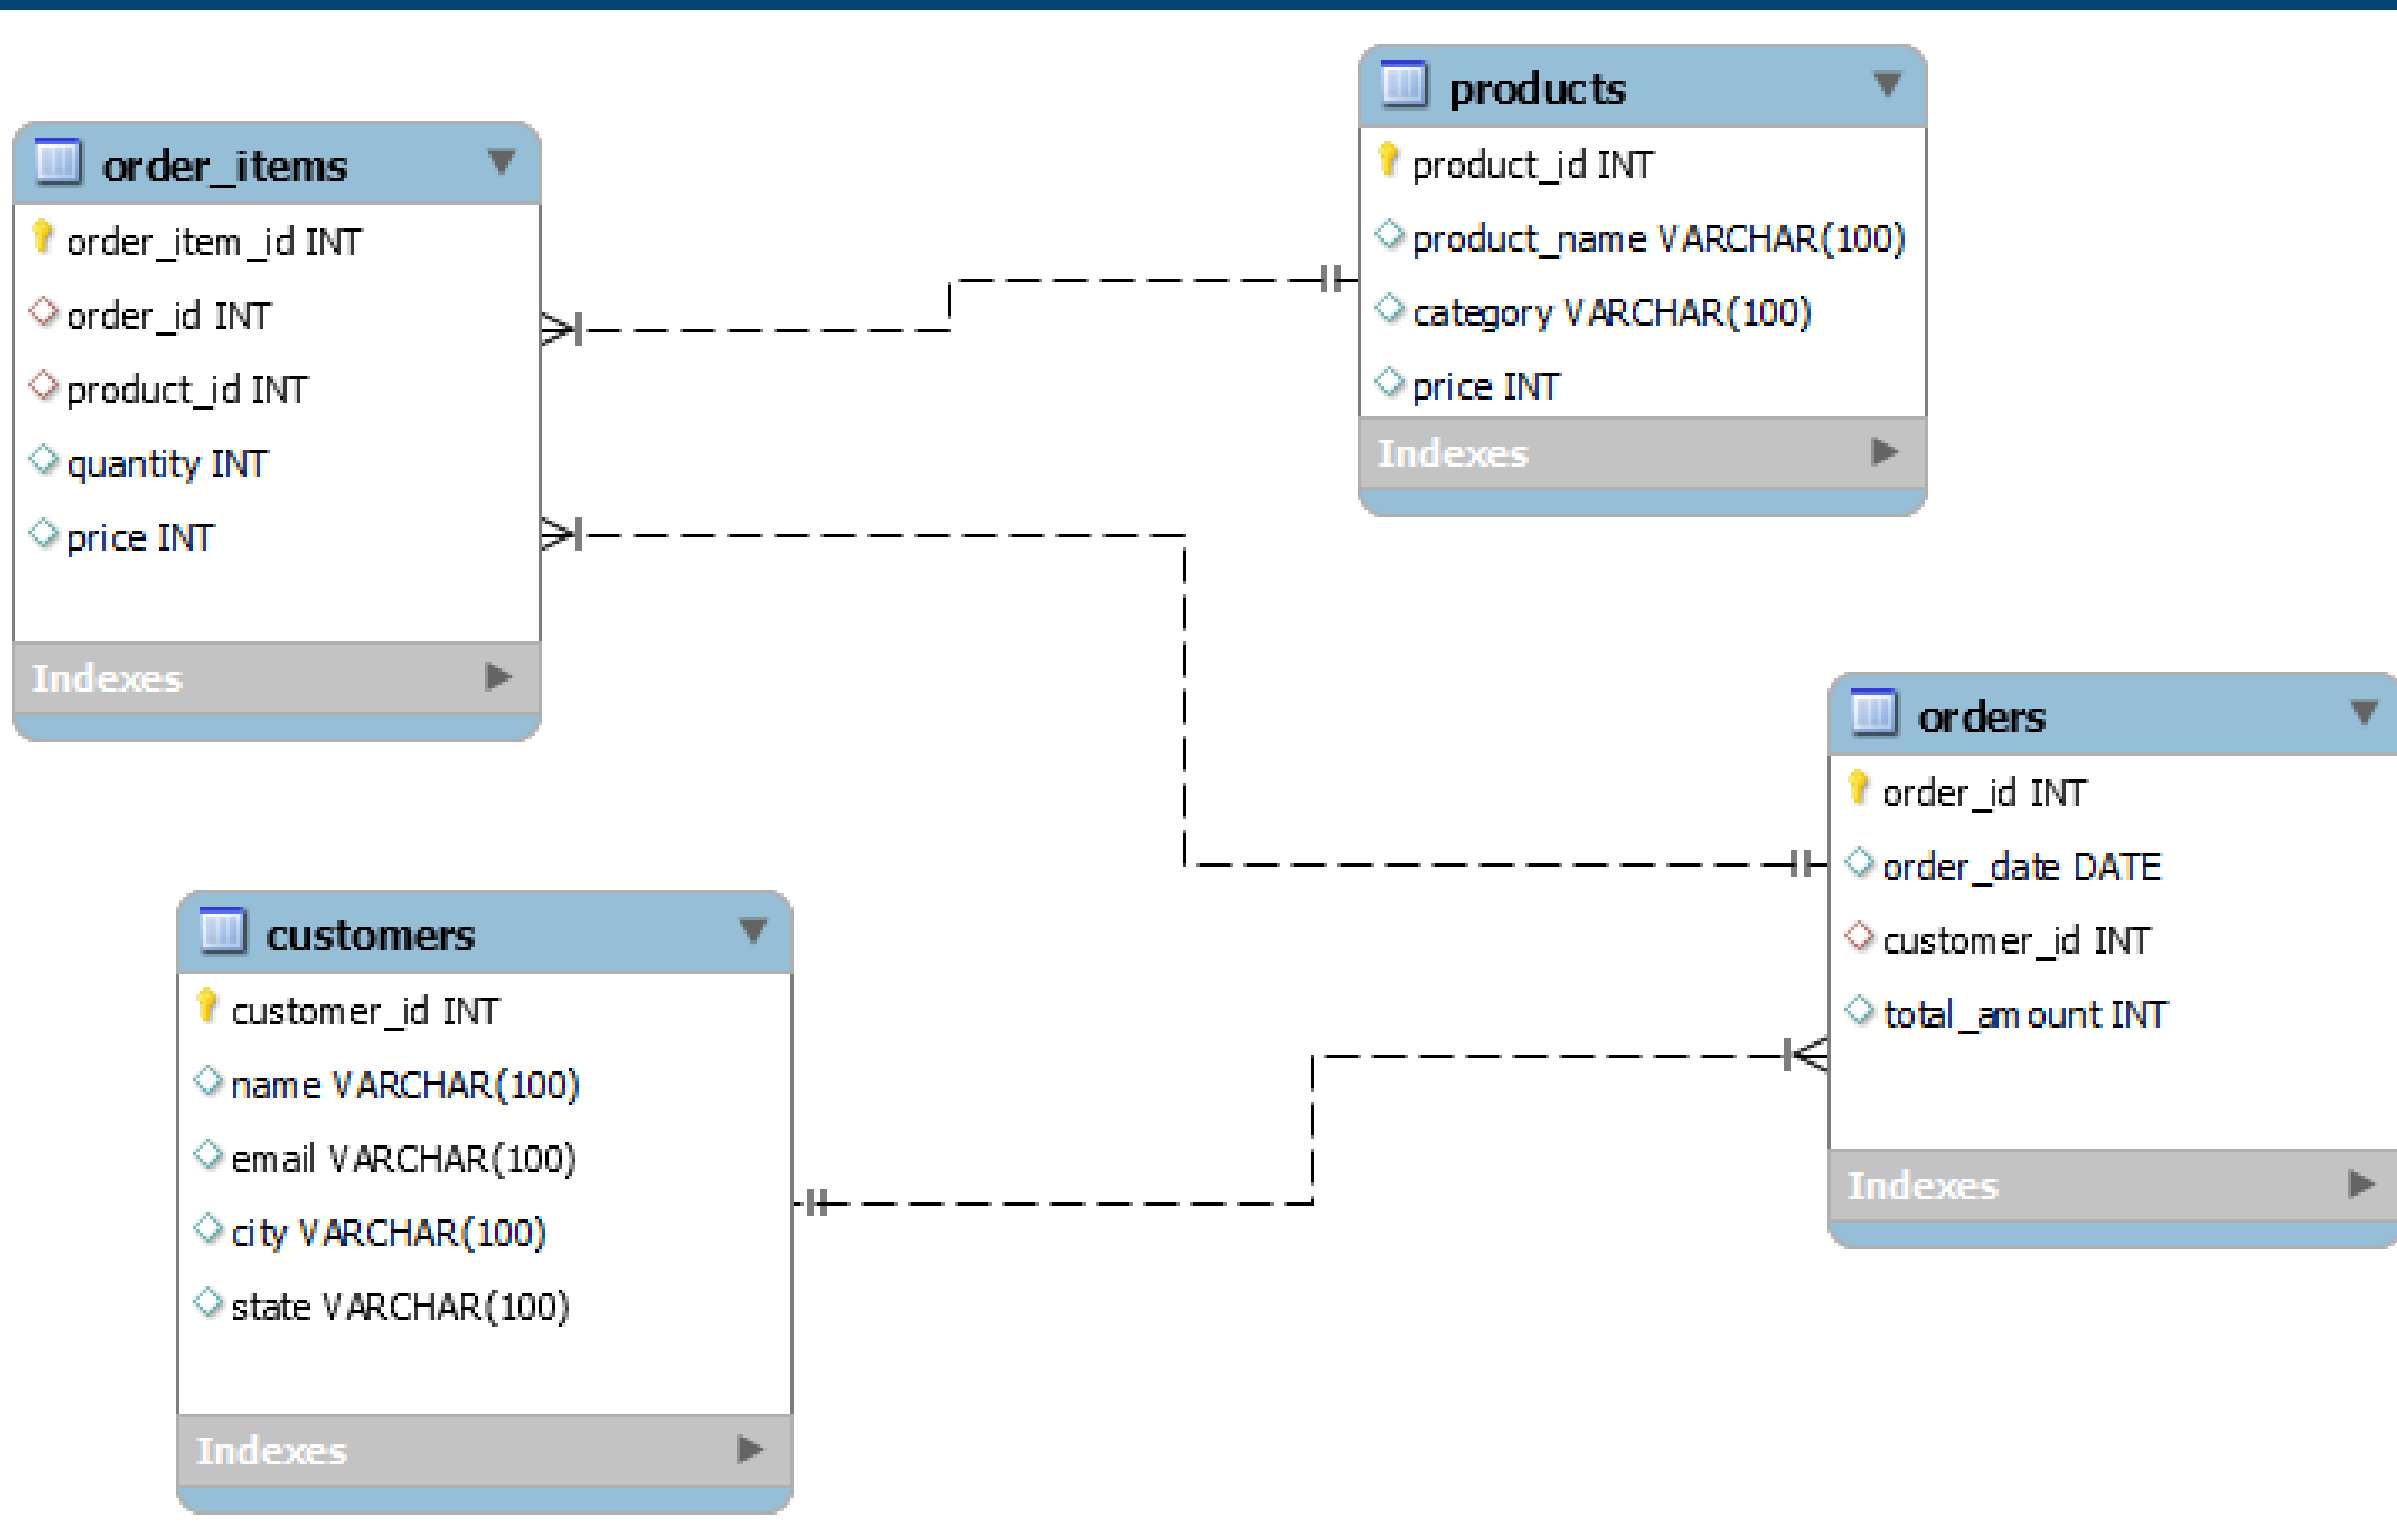 order_items
order_item_id INT
order_id INT
product_id INT
quantity INT
price INT
Indexes
products
product_id INT
product_name VARCHAR(100)
category VARCHAR(100)
price INT
Indexes
customers
customer_id INT
name VARCHAR(100)
email VARCHAR(100)
city VARCHAR(100)
state VARCHAR(100)
Indexes
orders
order_id INT
order_date DATE
customer_id INT
total_amount INT
Indexes